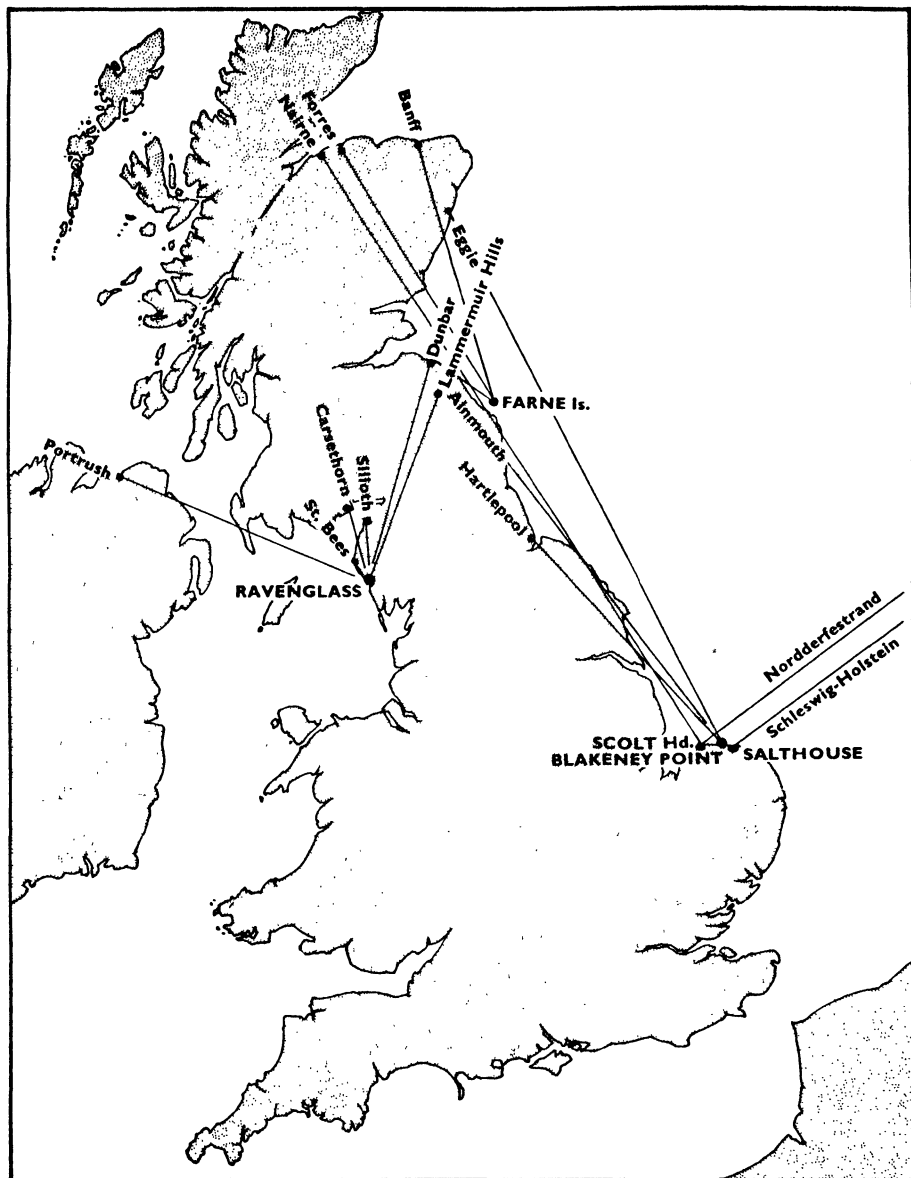 Forres
Nairne
Banff
Eggie
Dunbar
Lammermuir Hills
FARNE Is.
Alnmouth
Carsethorn
Silloth
Hartlepool
Portrush
St. Bees
RAVENGLASS
Nordderfestrand
Schleswig-Holstein
SCOLT Hd.
BLAKENEY POINT
SALTHOUSE